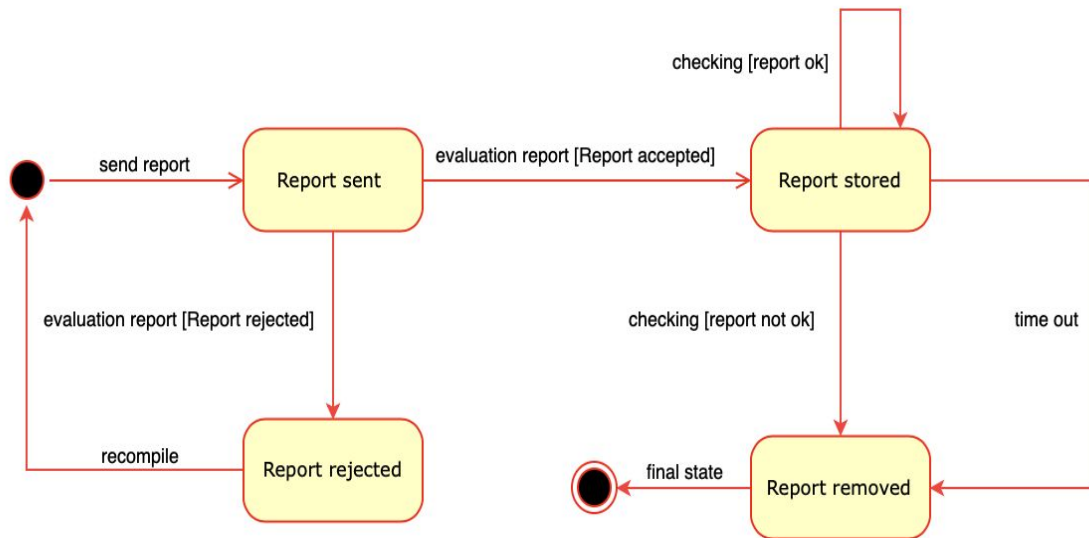 checking [report ok]
send report
Report sent
evaluation report [Report accepted]
Report stored
evaluation report [Report rejected]
checking [report not ok]
time out
recompile
Report rejected
final state
Report removed